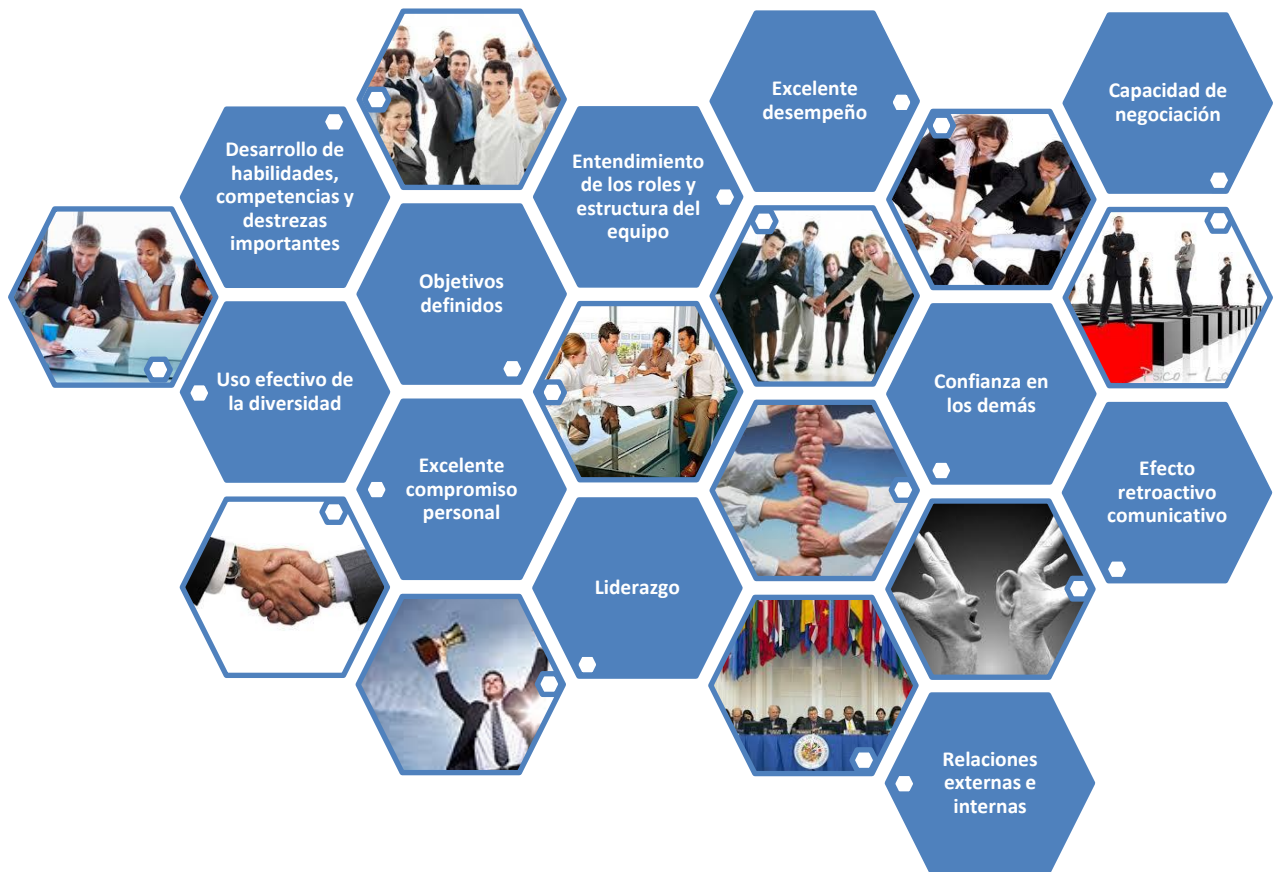 Excelente
desempeño
Capacidad de
negociación
Desarrollo de
habilidades,
competencias y
destrezas
importantes
Entendimiento
de los roles y
estructura del
equipo
Objetivos
definidos
Uso efectivo de
la diversidad
Confianza en
los demás
Excelente
compromiso
personal
Efecto
retroactivo
comunicativo
Liderazgo
Relaciones
externas e
internas